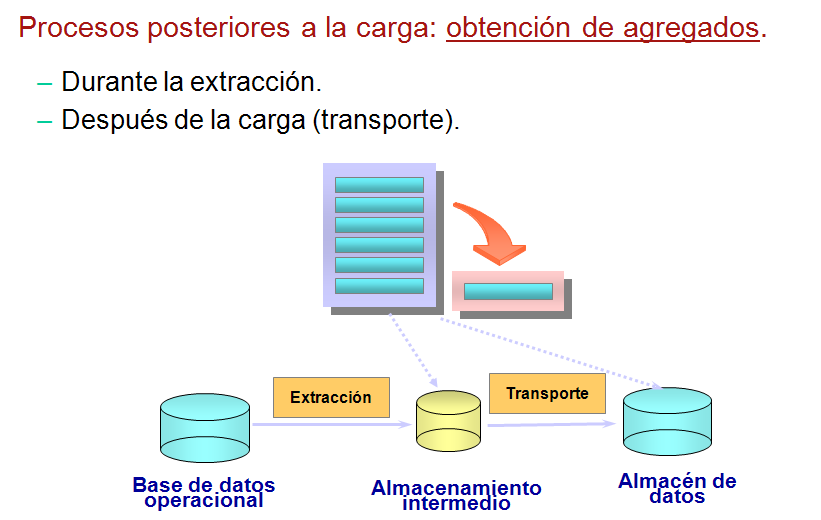 Procesos posteriores a la carga: obtención de agregados.
– Durante la extracción.
– Después de la carga (transporte).
Extracción
Transporte
Base de datos
operacional
Almacenamiento
intermedio
Almacén de
datos